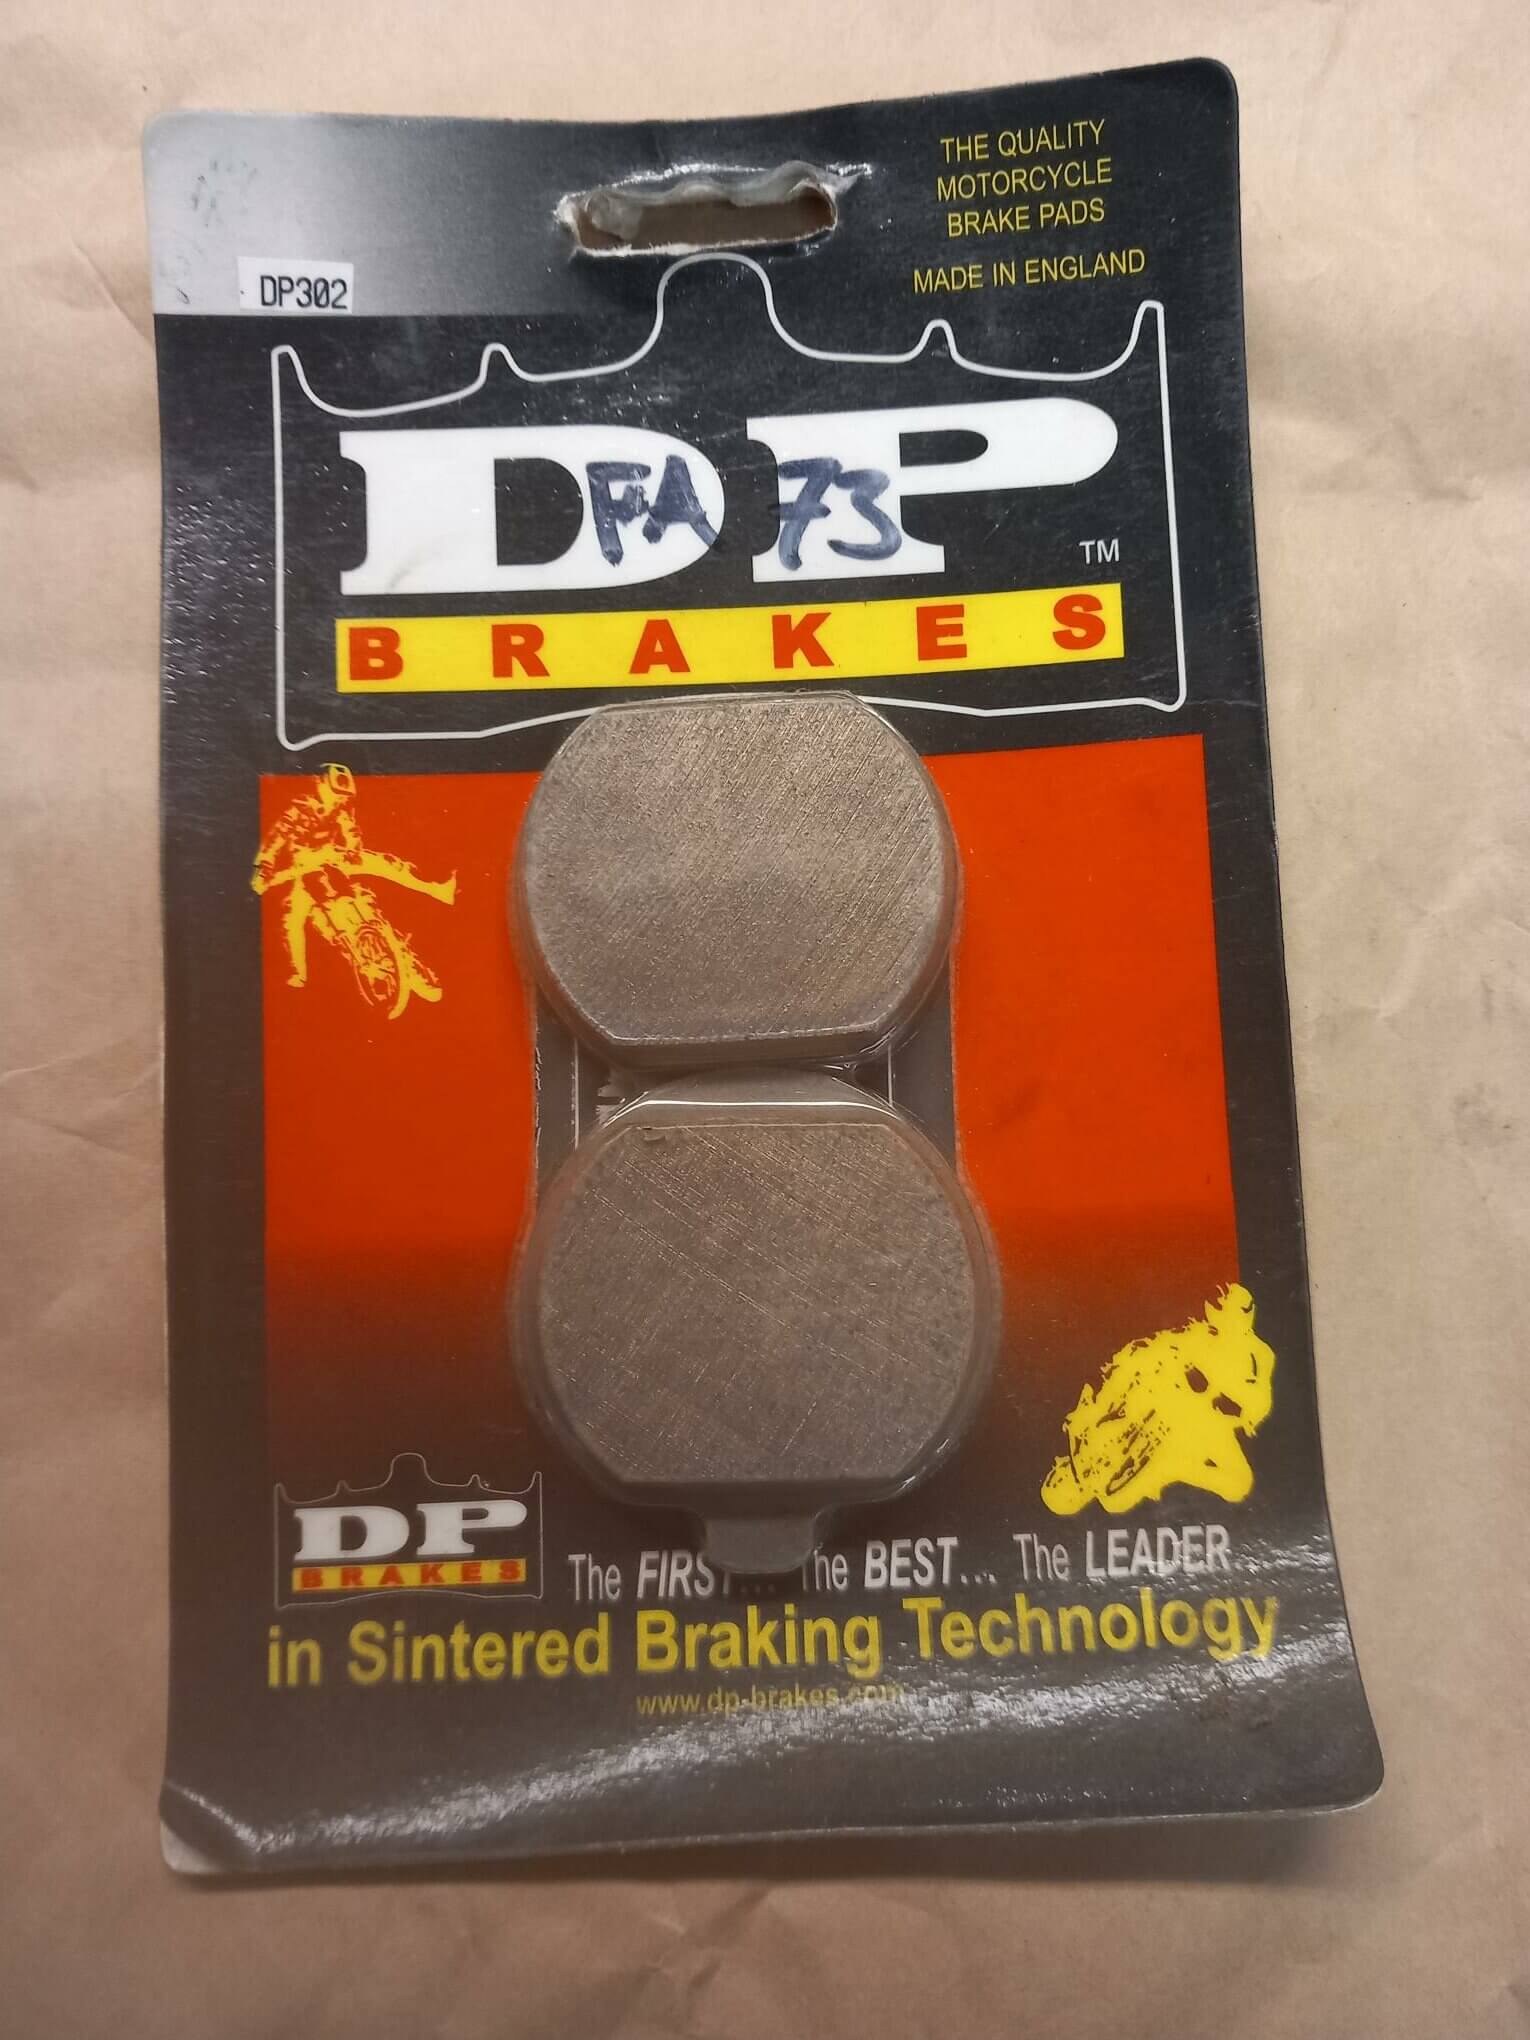 THE QUALITY
MOTORCYCLE
BRAKE PADS
MADE IN ENGLAND
DP302
DP
FA 73
TM
BRAKES
DP
BRAKES
The FIRST... The BEST... The LEADER...
in Sintered Braking Technology
www.dp-brakes.com